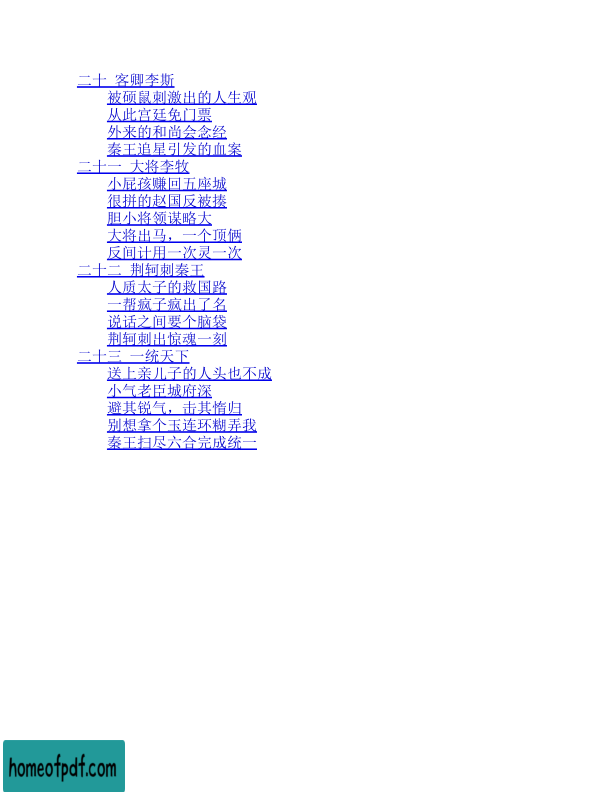 二十 客卿李斯
被硕鼠刺激出的人生观
从此宫廷免门票
外来的和尚会念经
秦王追星引发的血案
二十一 大将李牧
小屁孩赚回五座城
很拼的赵国反被揍
胆小将领谋略大
大将出马，一个顶俩
反间计用一次灵一次
二十二 荆轲刺秦王
人质太子的救国路
一帮疯子疯出了名
说话之间要个脑袋
荆轲刺出惊魂一刻
二十三 一统天下
送上亲儿子的人头也不成
小气老臣城府深
避其锐气，击其惰归
别想拿个玉连环糊弄我
秦王扫尽六合完成统一
homeofpdf.com